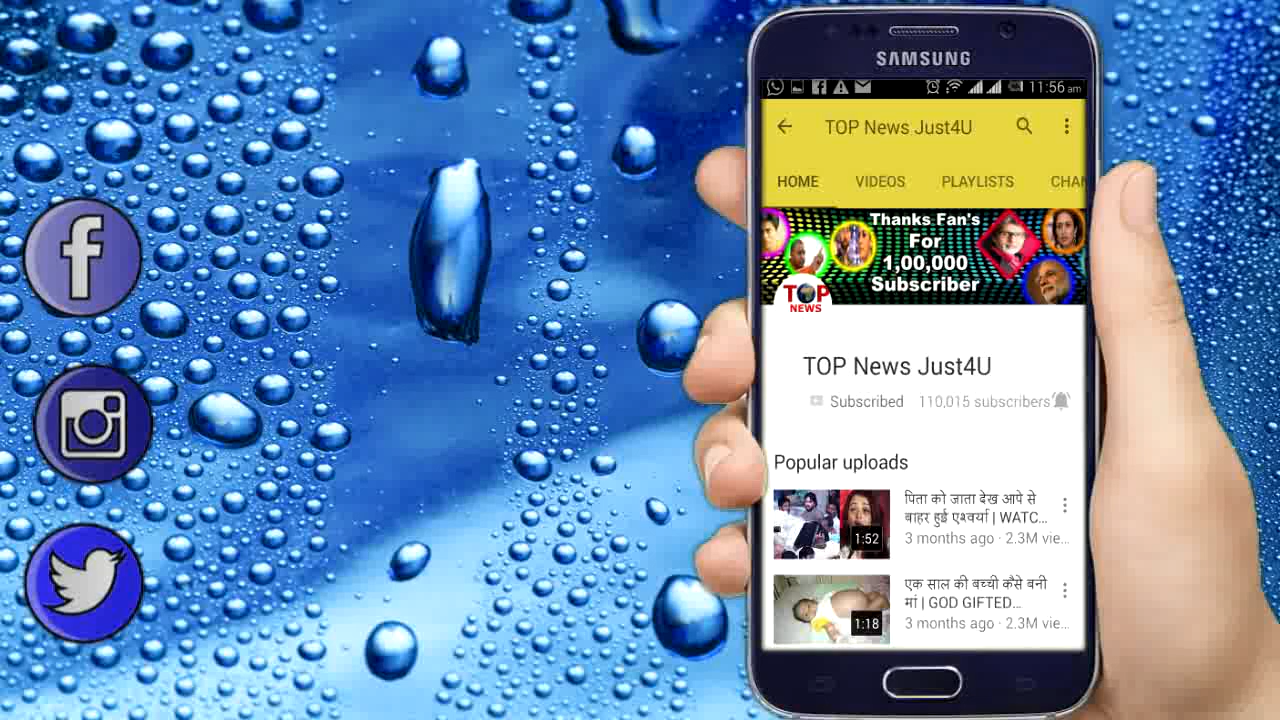 SAMSUNG
11:56 am
TOP News Just4U
HOME VIDEOS PLAYLISTS CHAN
Thanks Fan's
For
1,00,000
Subscriber
TOP
NEWS
TOP News Just4U
Subscribed 110,015 subscribers
Popular uploads
पिता को जाता देख आपे से
बाहर हुई एश्वर्या | WATC...
1:52
3 months ago · 2.3M vie...
एक साल की बच्ची कैसे बनी
मां | GOD GIFTED...
1:18
3 months ago · 2.3M vie...